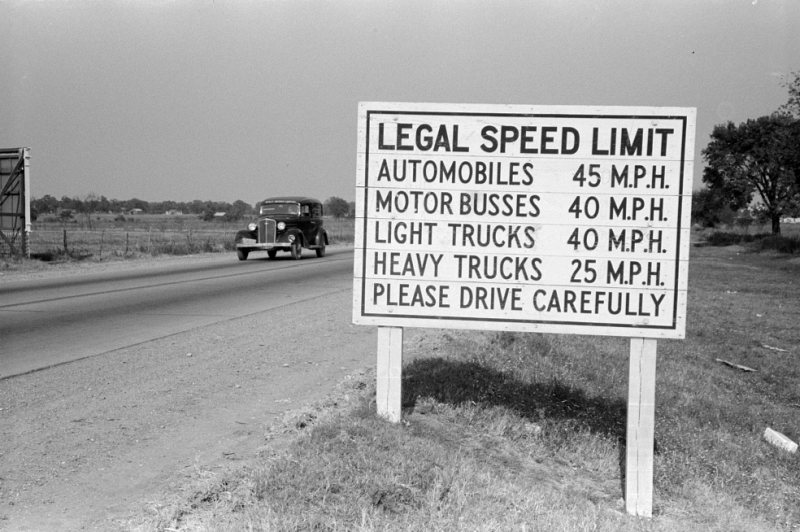 LEGAL SPEED LIMIT
AUTOMOBILES 45 M.P.H.
MOTOR BUSSES 40 M.P.H.
LIGHT TRUCKS 40 M.P.H.
HEAVY TRUCKS 25 M.P.H.
PLEASE DRIVE CAREFULLY